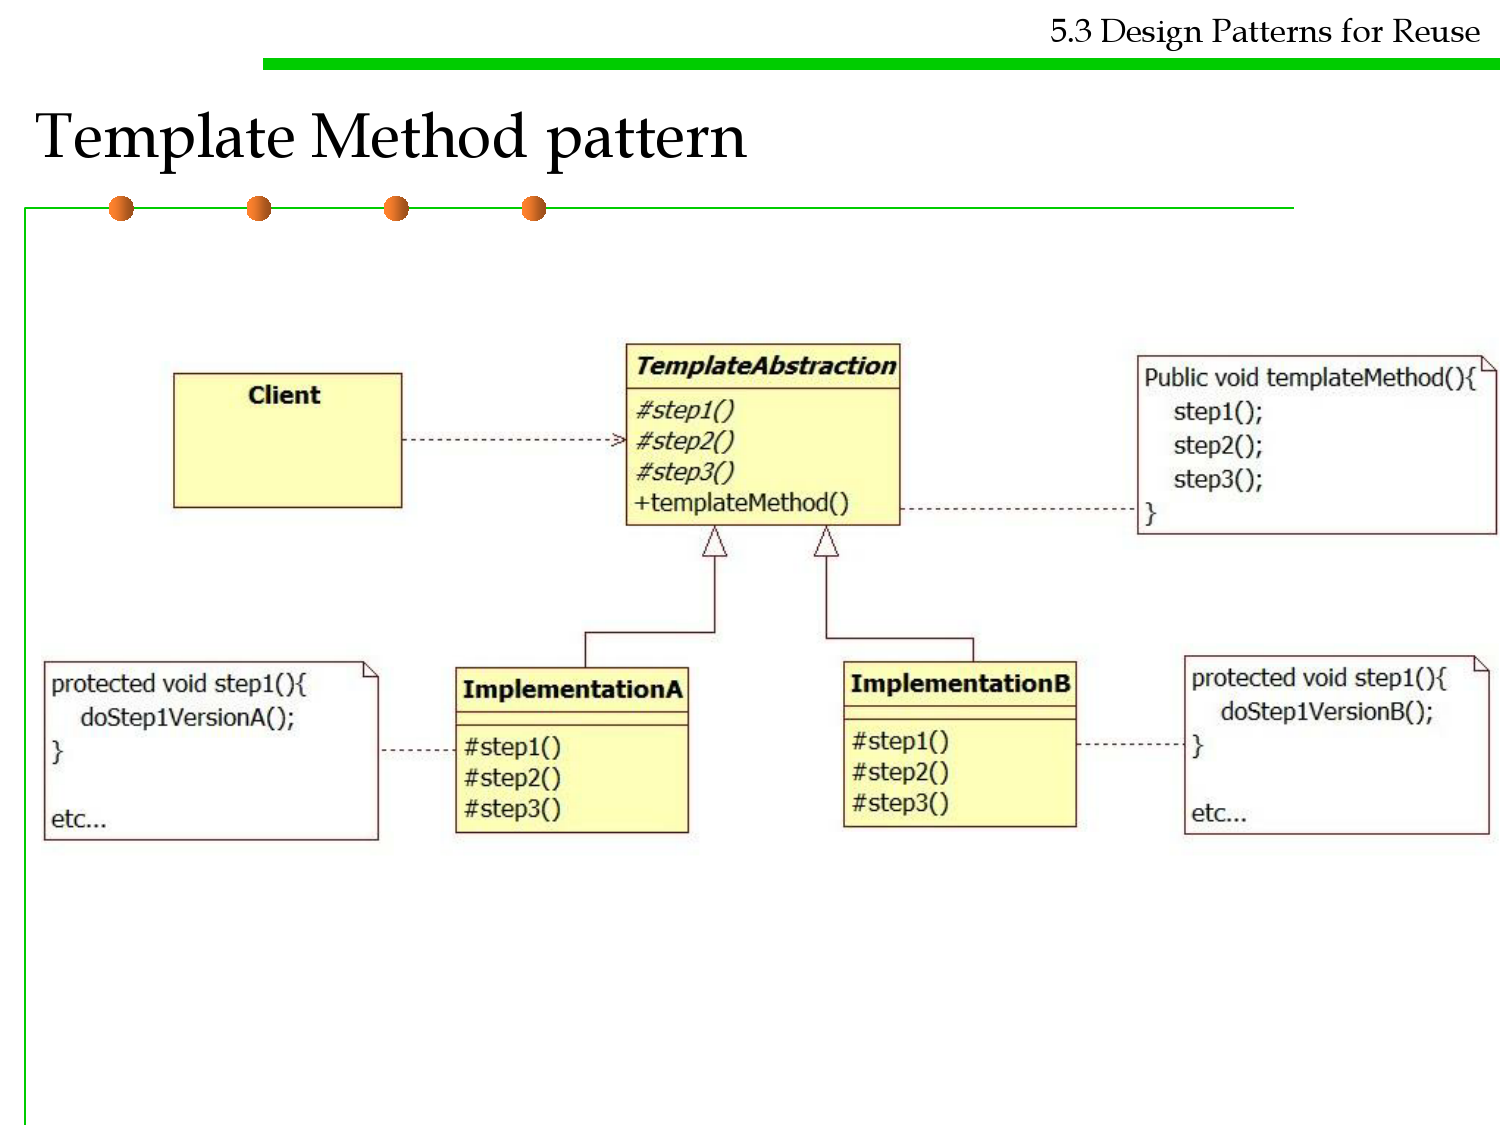 5.3 Design Patterns for Reuse
Template Method pattern
Client
TemplateAbstraction
#step1()
#step2()
#step3()
+templateMethod()
Public void templateMethod(){
step1();
step2();
step3();
}
protected void step1(){
doStep1VersionA();
}
etc...
ImplementationA
#step1()
#step2()
#step3()
ImplementationB
#step1()
#step2()
#step3()
protected void step1(){
doStep1VersionB();
}
etc...